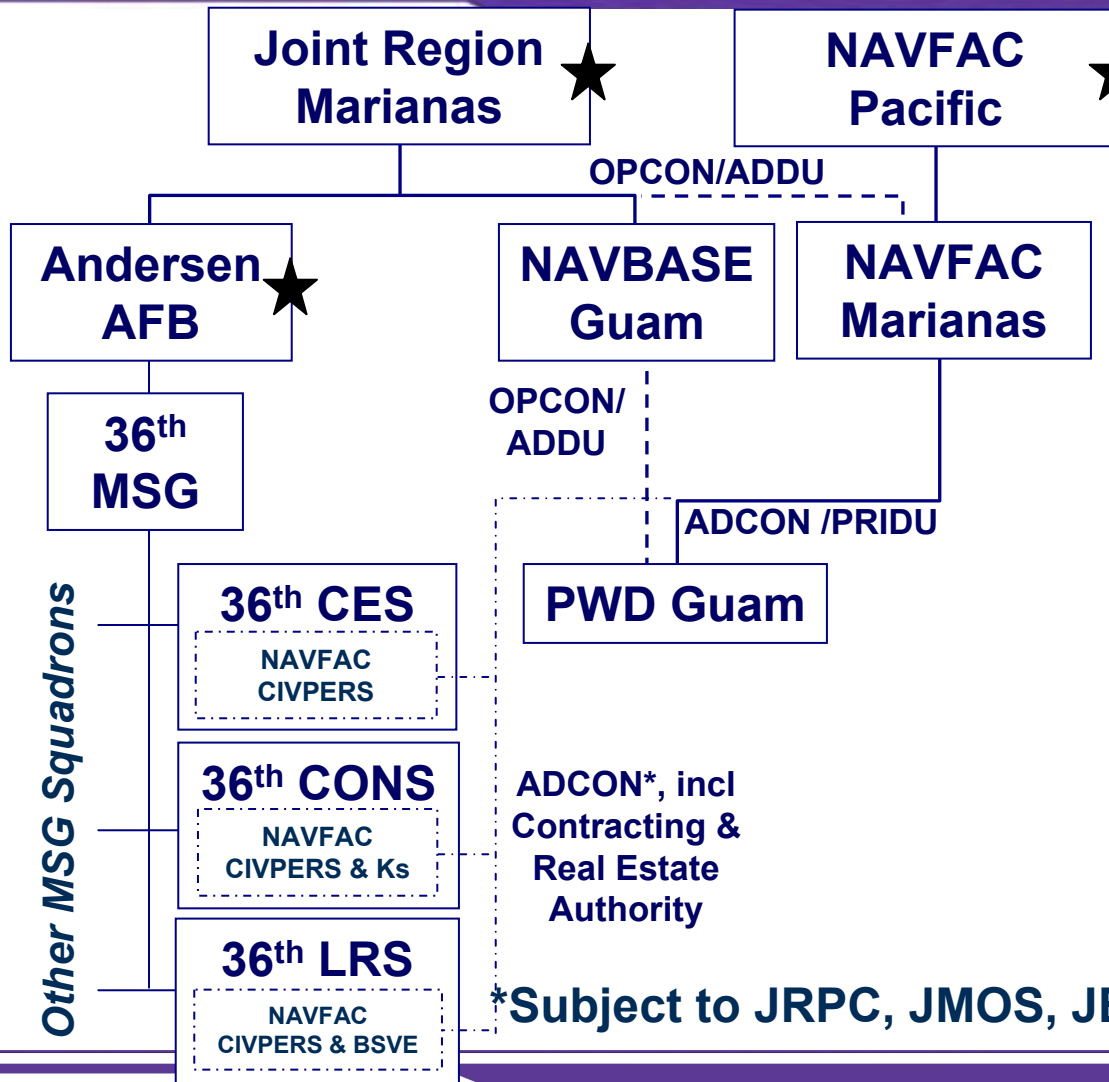 Joint Region
Marianas
NAVFAC
Pacific
OPCON/ADDU
Andersen
AFB
NAVBASE
Guam
NAVFAC
Marianas
36th
MSG
OPCON/
ADDU
ADCON /PRIDU
PWD Guam
Other MSG Squadrons
36th CES
NAVFAC
CIVPERS
36th CONS
NAVFAC
CIVPERS & Ks
ADCON*, incl
Contracting &
Real Estate
Authority
36th LRS
NAVFAC
CIVPERS & BSVE
*Subject to JRPC, JMOS,